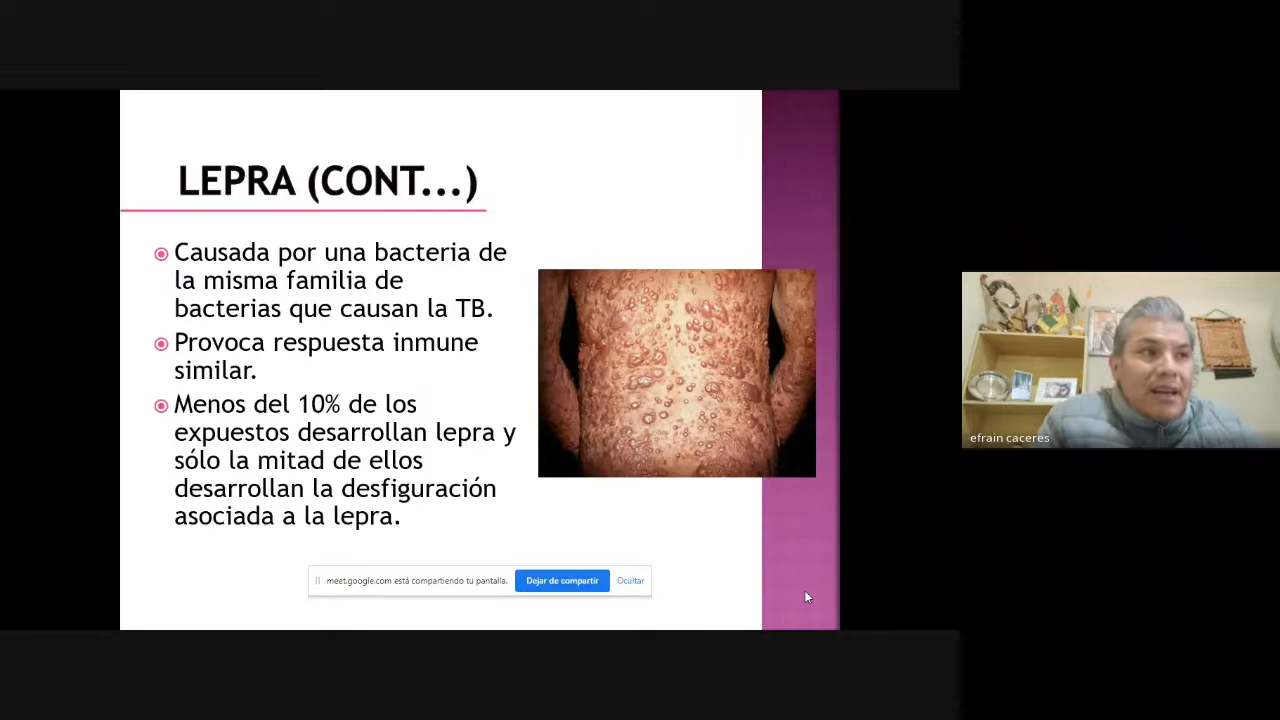 LEPRA (CONT...)
Causada por una bacteria de
la misma familia de
bacterias que causan la TB.
Provoca respuesta inmune
similar.
Menos del 10% de los
expuestos desarrollan lepra y
sólo la mitad de ellos
desarrollan la desfiguración
asociada a la lepra.
meet.google.com está compartiendo tu pantalla.
Dejar de compartir
Ocultar
efrain caceres